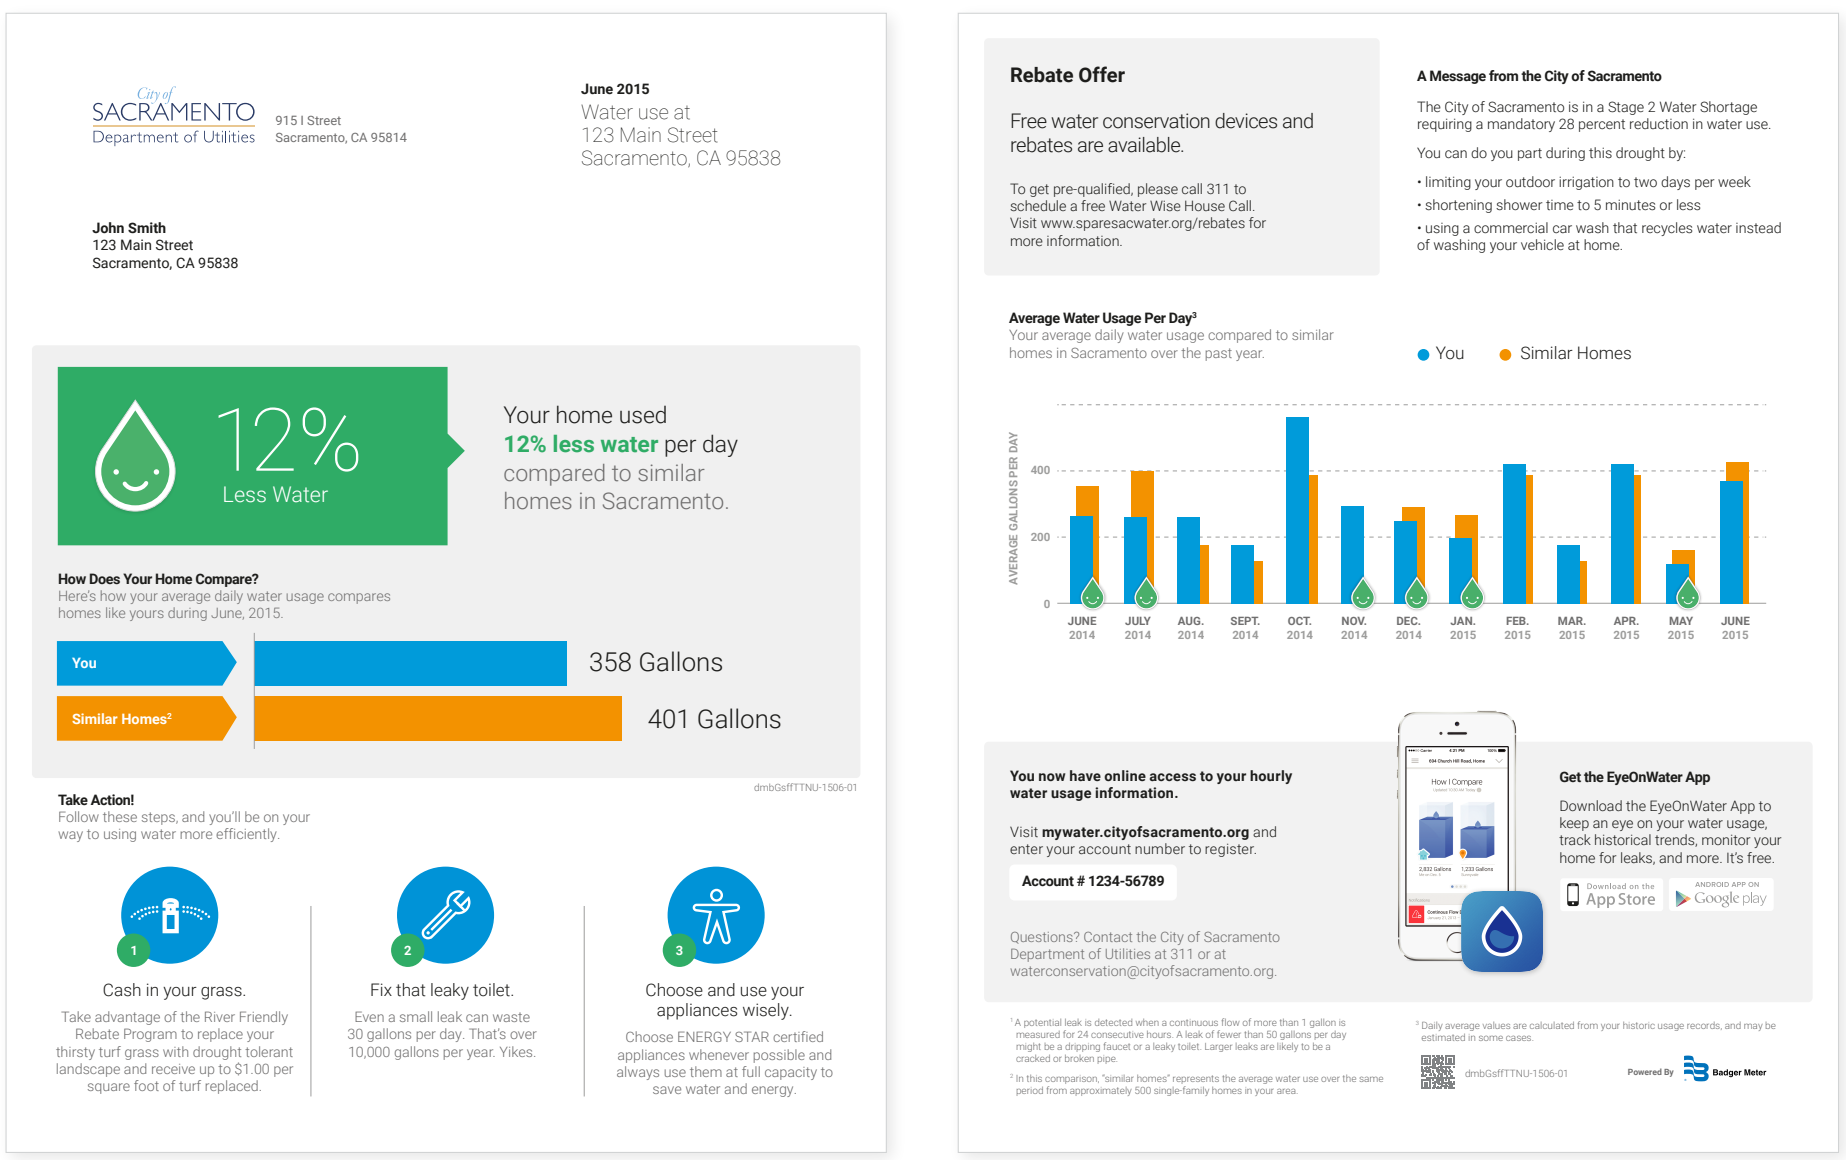 City of
SACRAMENTO
Department of Utilities
915 I Street
Sacramento, CA 95814
June 2015
Water use at
123 Main Street
Sacramento, CA 95838
John Smith
123 Main Street
Sacramento, CA 95838
12%
Less Water
Your home used
12% less water per day
compared to similar
homes in Sacramento.
How Does Your Home Compare?
Here's how your average daily water usage compares
homes like yours during June, 2015.
You
358 Gallons
Similar Homes²
401 Gallons
dmbGsffTTNU-1506-01
Take Action!
Follow these steps, and you'll be on your
way to using water more efficiently.
1
Cash in your grass.
Take advantage of the River Friendly
Rebate Program to replace your
thirsty turf grass with drought tolerant
landscape and receive up to $1.00 per
square foot of turf replaced.
2
Fix that leaky toilet.
Even a small leak can waste
30 gallons per day. That's over
10,000 gallons per year. Yikes.
3
Choose and use your
appliances wisely.
Choose ENERGY STAR certified
appliances whenever possible and
always use them at full capacity to
save water and energy.
Rebate Offer
Free water conservation devices and
rebates are available.
To get pre-qualified, please call 311 to
schedule a free Water Wise House Call.
Visit www.sparesacwater.org/rebates for
more information.
A Message from the City of Sacramento
The City of Sacramento is in a Stage 2 Water Shortage
requiring a mandatory 28 percent reduction in water use.
You can do you part during this drought by:
• limiting your outdoor irrigation to two days per week
• shortening shower time to 5 minutes or less
• using a commercial car wash that recycles water instead
of washing your vehicle at home.
Average Water Usage Per Day³
Your average daily water usage compared to similar
homes in Sacramento over the past year.
You
Similar Homes
AVERAGE GALLONS PER DAY
400
200
0
JUNE JULY AUG. SEPT. OCT. NOV. DEC. JAN. FEB. MAR. APR. MAY JUNE
2014 2014 2014 2014 2014 2014 2014 2015 2015 2015 2015 2015 2015
You now have online access to your hourly
water usage information.
Visit mywater.cityofsacramento.org and
enter your account number to register.
Account # 1234-56789
Questions? Contact the City of Sacramento
Department of Utilities at 311 or at
waterconservation@cityofsacramento.org.
Carrier 4:21 PM 100%
694 Church Hill Road, Home
How I Compare
2,832 Gallons 1,233 Gallons
Get the EyeOnWater App
Download the EyeOnWater App to
keep an eye on your water usage,
track historical trends, monitor your
home for leaks, and more. It's free.
Download on the
App Store
ANDROID APP ON
Google play
¹ A potential leak is detected when a continuous flow of more than 1 gallon is
measured for 24 consecutive hours. A leak of fewer than 50 gallons per day
might be a dripping faucet or a leaky toilet. Larger leaks are likely to be a
cracked or broken pipe.
² In this comparison, "similar homes" represents the average water use over the same
period from approximately 500 single-family homes in your area.
³ Daily average values are calculated from your historic usage records, and may be
estimated in some cases.
dmbGsffTTNU-1506-01
Powered By
Badger Meter